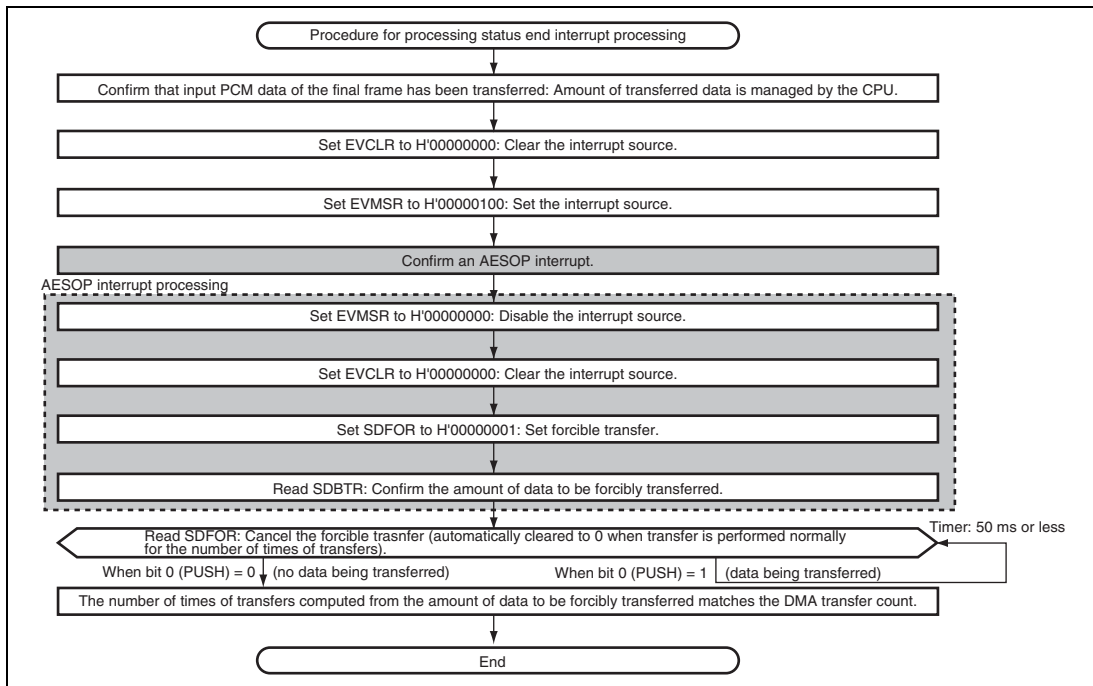 Procedure for processing status end interrupt processing
Confirm that input PCM data of the final frame has been transferred: Amount of transferred data is managed by the CPU.
Set EVCLR to H'00000000: Clear the interrupt source.
Set EVMSR to H'00000100: Set the interrupt source.
Confirm an AESOP interrupt.
AESOP interrupt processing
Set EVMSR to H'00000000: Disable the interrupt source.
Set EVCLR to H'00000000: Clear the interrupt source.
Set SDFOR to H'00000001: Set forcible transfer.
Read SDBTR: Confirm the amount of data to be forcibly transferred.
Timer: 50 ms or less
Read SDFOR: Cancel the forcible trasnfer (automatically cleared to 0 when transfer is performed normally
for the number of times of transfers).
When bit 0 (PUSH) = 0 (no data being transferred)
When bit 0 (PUSH) = 1 (data being transferred)
The number of times of transfers computed from the amount of data to be forcibly transferred matches the DMA transfer count.
End